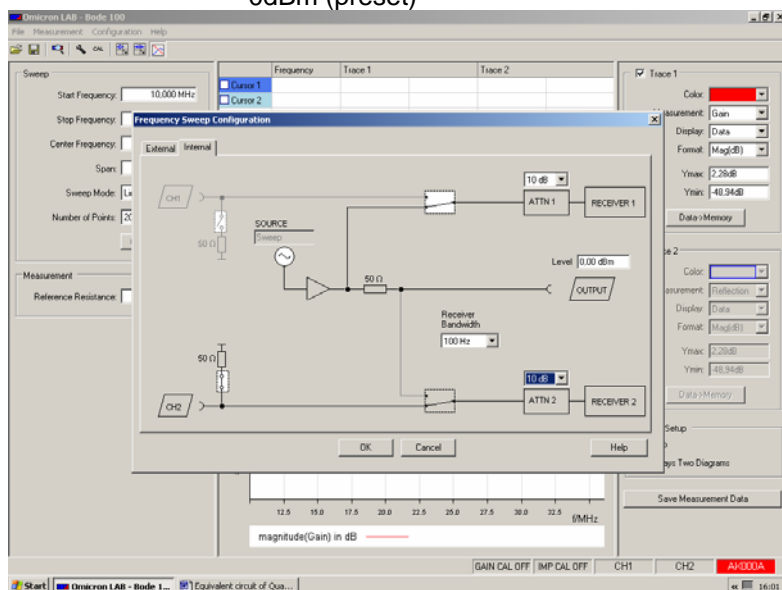 0dBm (preset)
Omicron LAB - Bode 100
File Measurement Configuration Help
CAL
Sweep
Start Frequency: 10,000 MHz
Stop Frequency:
Center Frequency:
Span:
Sweep Mode:
Number of Points: 20
Measurement
Reference Resistance:
Frequency Trace 1 Trace 2
Cursor 1
Cursor 2
Trace 1
Color:
Measurement: Gain
Display: Data
Format: Mag(dB)
Ymax: 2,28dB
Ymin: -48,94dB
Data->Memory
Color:
Reflection
Display: Data
Format: Mag(dB)
Ymax: 2,28dB
Ymin: -48,94dB
Data->Memory
Setup
ays Two Diagrams
Save Measurement Data
Frequency Sweep Configuration
External Internal
CH1
50 Ω
SOURCE
Sweep
50 Ω
10 dB
ATTN 1
RECEIVER 1
Level 0.00 dBm
OUTPUT
Receiver
Bandwidth
100 Hz
50 Ω
CH2
10 dB
ATTN 2
RECEIVER 2
OK Cancel Help
12.5 15.0 17.5 20.0 22.5 25.0 27.5 30.0 32.5
f/MHz
magnitude(Gain) in dB
GAIN CAL OFF IMP CAL OFF CH1 CH2 AK000A
Start Omicron LAB - Bode 1... Equivalent circuit of Qua... 16:01